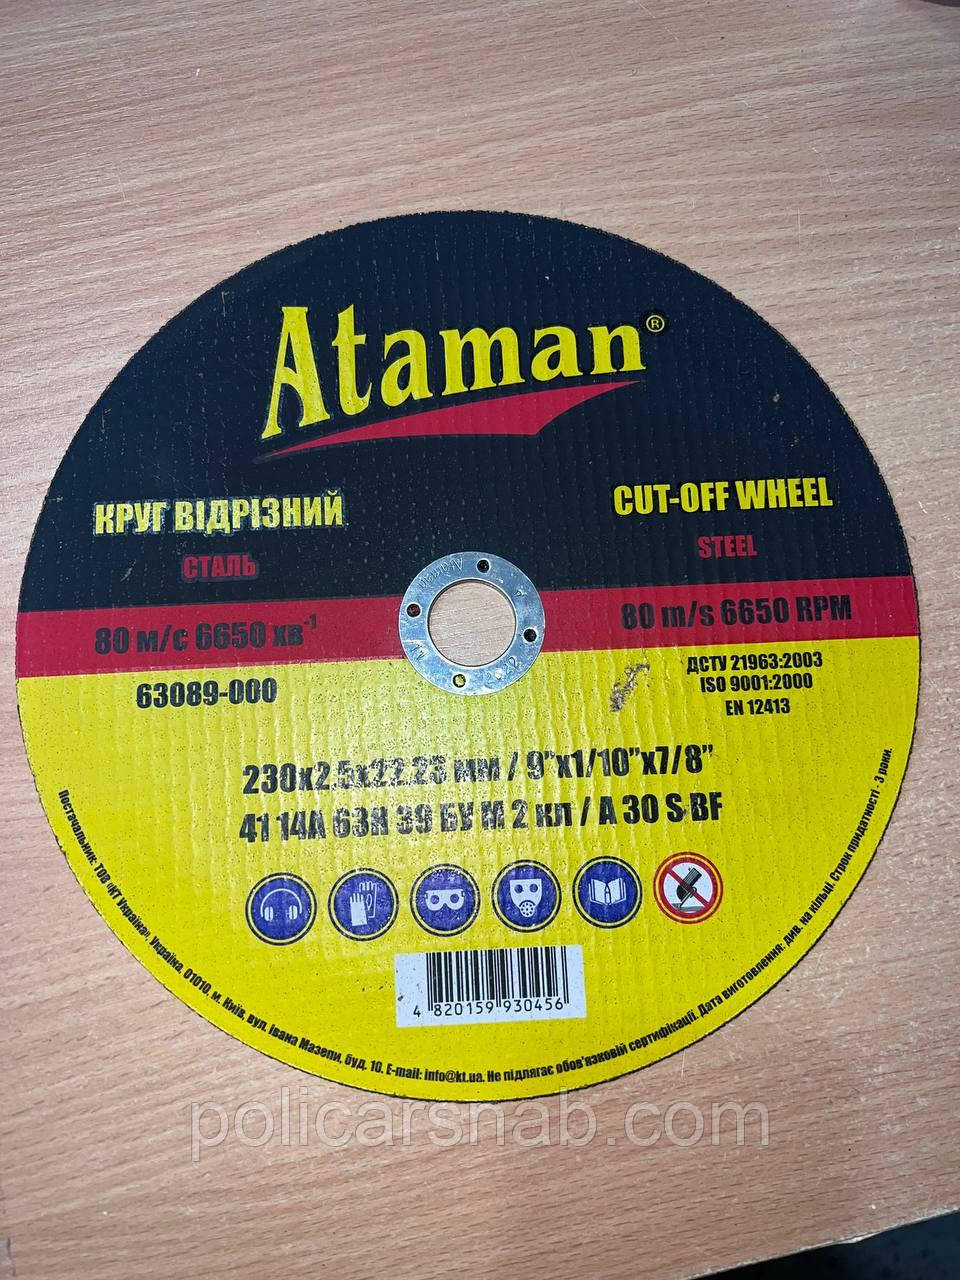 Ataman®
КРУГ ВІДРІЗНИЙ
СТАЛЬ
CUT-OFF WHEEL
STEEL
Ataman
80 м/с 6650 хв⁻¹
80 m/s 6650 RPM
63089-000
ДСТУ 21963:2003
ISO 9001:2000
EN 12413
230x2,5x22,23 мм / 9”x1/10”x7/8”
41 14А 63Н 39 БУ М 2 кл / A 30 S BF
4 820159 930456
Постачальник: ТОВ «КТ Україна». Україна, 01010, м. Київ, вул. Івана Мазепи, буд. 10. E-mail: info@kt.ua. Не підлягає обов'язковій сертифікації. Дата виготовлення: див. на кільці. Строк придатності - 3 роки.
policarsnab.com